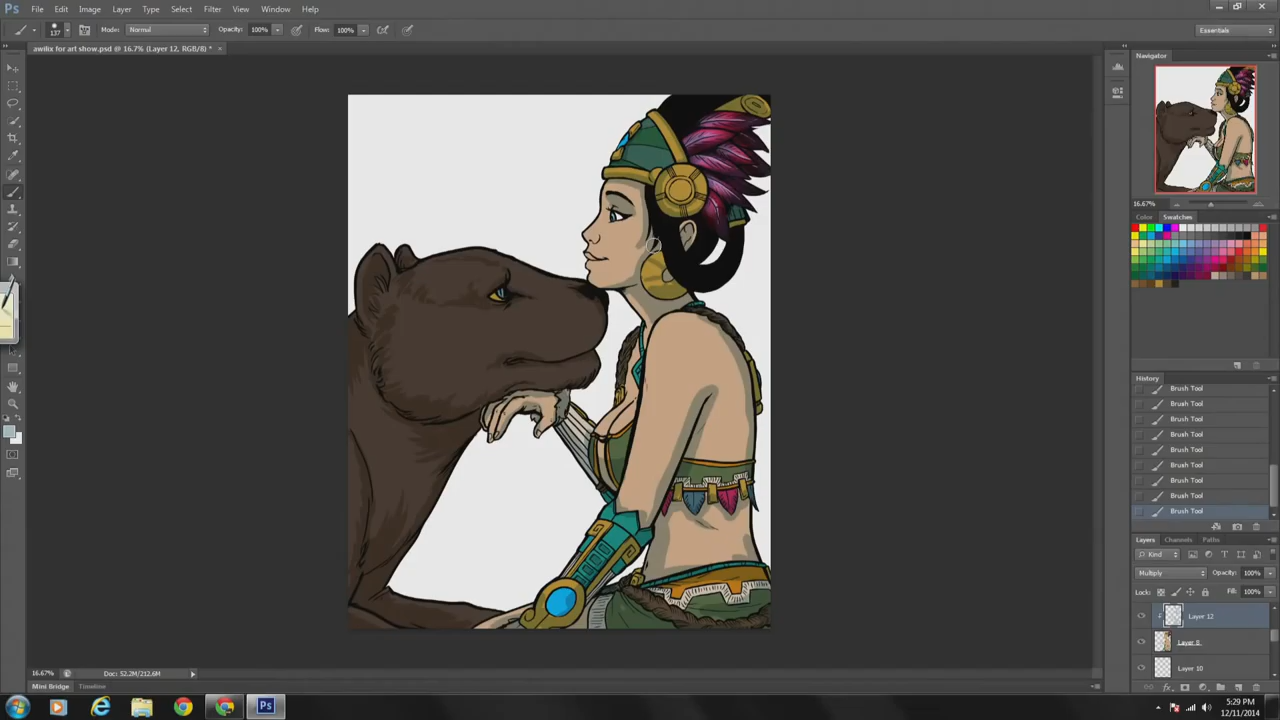 Ps File Edit Image Layer Type Select Filter View Window Help
137 Mode: Normal Opacity: 100% Flow: 100% Essentials
awilix for art show.psd @ 16.7% (Layer 12, RGB/8) * ×
Navigator
16.67%
Color Swatches
History
Brush Tool
Brush Tool
Brush Tool
Brush Tool
Brush Tool
Brush Tool
Brush Tool
Brush Tool
Brush Tool
Layers Channels Paths
Kind
Multiply Opacity: 100%
Lock: Fill: 100%
Layer 12
Layer 8
Layer 10
16.67% Doc: 52.2M/212.6M
Mini Bridge Timeline
Ps
5:29 PM
12/11/2014